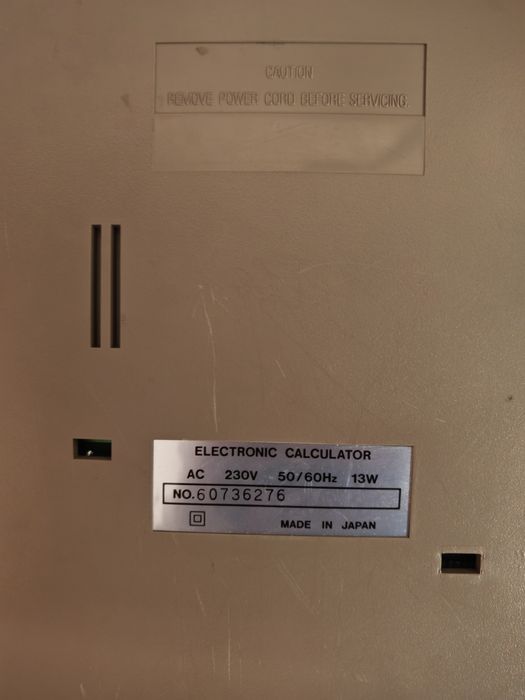 CAUTION
REMOVE POWER CORD BEFORE SERVICING.
ELECTRONIC CALCULATOR
AC 230V 50/60Hz 13W
NO.60736276
MADE IN JAPAN